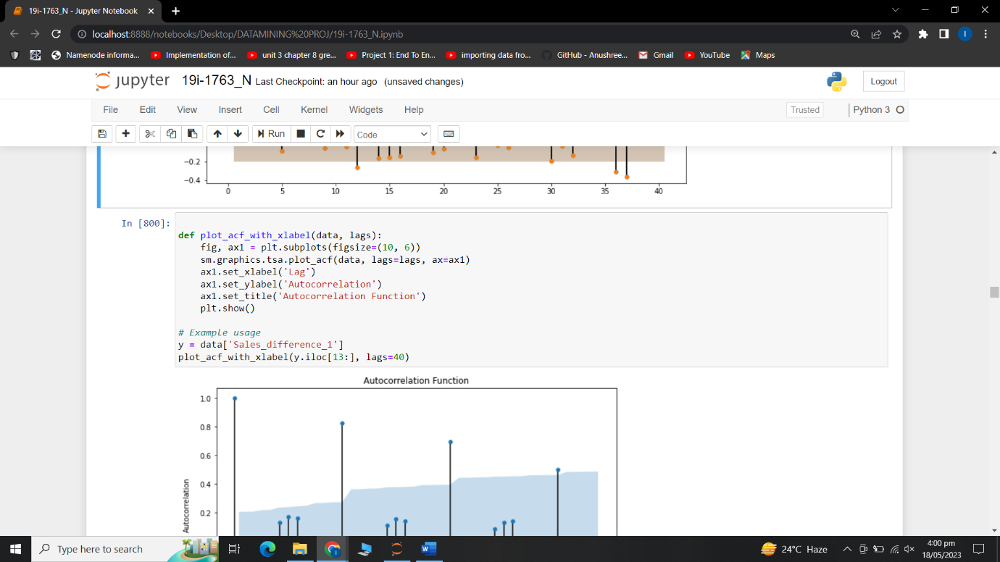 19i-1763_N - Jupyter Notebook
localhost:8888/notebooks/Desktop/DATAMINING%20PROJ/19i-1763_N.ipynb
Namenode informa... Implementation of... unit 3 chapter 8 gre... Project 1: End To En... importing data fro... GitHub - Anushree... Gmail YouTube Maps
jupyter 19i-1763_N Last Checkpoint: an hour ago (unsaved changes) Logout
File Edit View Insert Cell Kernel Widgets Help Trusted Python 3
Run Code
−0.2
−0.4
0 5 10 15 20 25 30 35 40
In [800]:
def plot_acf_with_xlabel(data, lags):
fig, ax1 = plt.subplots(figsize=(10, 6))
sm.graphics.tsa.plot_acf(data, lags=lags, ax=ax1)
ax1.set_xlabel('Lag')
ax1.set_ylabel('Autocorrelation')
ax1.set_title('Autocorrelation Function')
plt.show()
# Example usage
y = data['Sales_difference_1']
plot_acf_with_xlabel(y.iloc[13:], lags=40)
Autocorrelation Function
1.0
0.8
0.6
0.4
0.2
Autocorrelation
Type here to search
24°C Haze
4:00 pm
18/05/2023